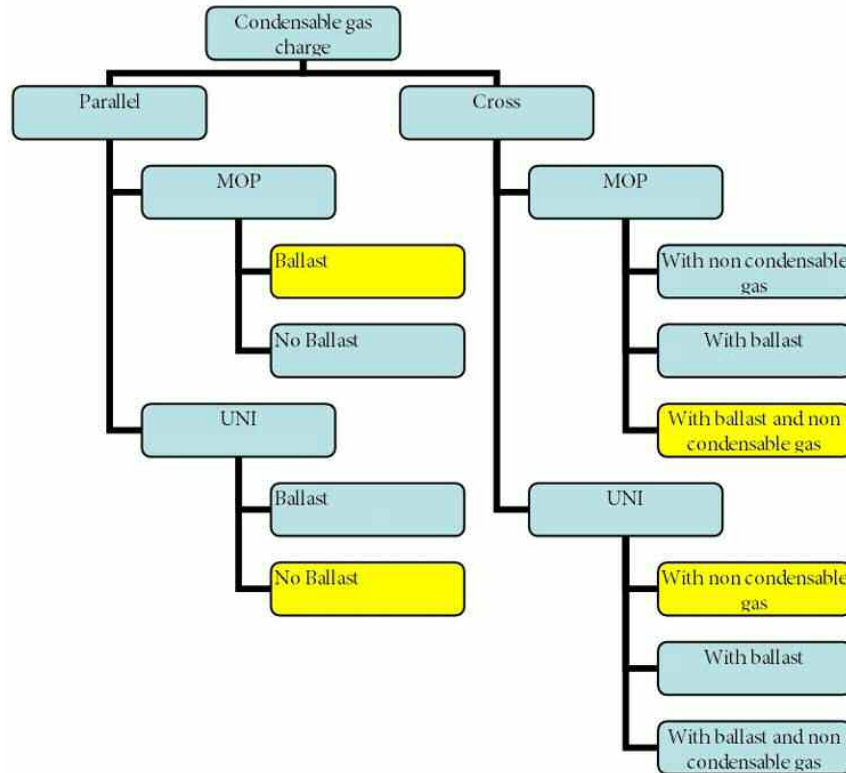 Condensable gas
charge
Parallel
Cross
MOP
MOP
Ballast
With non condensable
gas
No Ballast
With ballast
UNI
With ballast and non
condensable gas
Ballast
UNI
No Ballast
With non condensable
gas
With ballast
With ballast and non
condensable gas